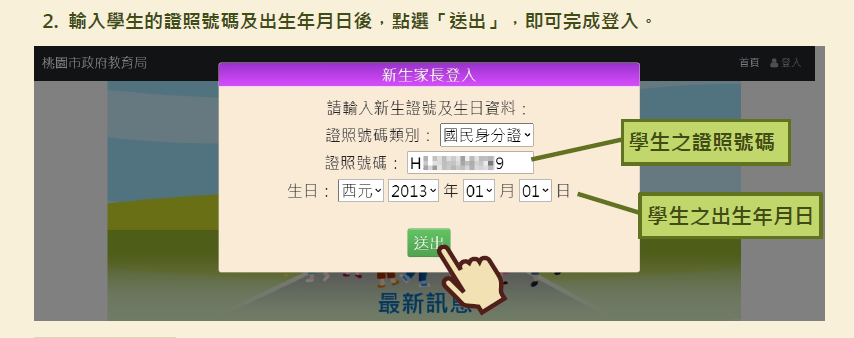 2. 輸入學生的證照號碼及出生年月日後，點選「送出」，即可完成登入。
桃園市政府教育局
首頁 登入
新生家長登入
請輸入新生證號及生日資料：
證照號碼類別： 國民身分證
學生之證照號碼
證照號碼： H 9
生日： 西元 2013 年 01 月 01 日
學生之出生年月日
送出
最新訊息